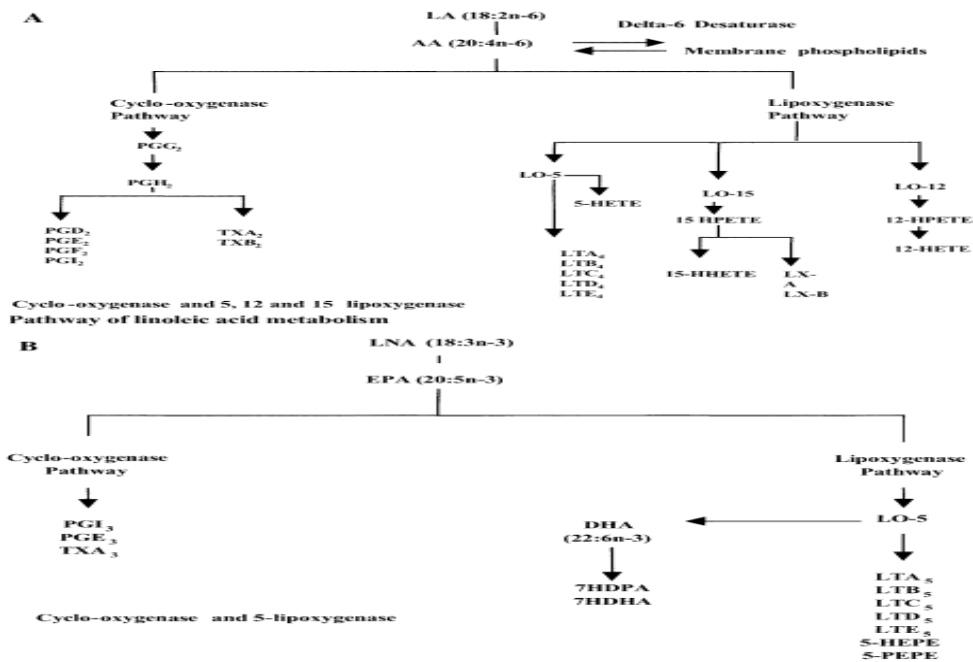 A
LA (18:2n-6)
Delta-6 Desaturase
AA (20:4n-6)
Membrane phospholipids
Cyclo-oxygenase
Pathway
PGG₂
PGH₂
PGD₂
PGE₂
PGF₂
PGI₂
TXA₂
TXB₂
Lipoxygenase
Pathway
LO-5
5-HETE
LTA₄
LTB₄
LTC₄
LTD₄
LTE₄
LO-15
15 HPETE
15-HHETE
LX-
A
LX-B
LO-12
12-HPETE
12-HETE
Cyclo-oxygenase and 5, 12 and 15 lipoxygenase
Pathway of linoleic acid metabolism
B
LNA (18:3n-3)
EPA (20:5n-3)
Cyclo-oxygenase
Pathway
PGI₃
PGE₃
TXA₃
Lipoxygenase
Pathway
LO-5
DHA
(22:6n-3)
7HDPA
7HDHA
LTA₅
LTB₅
LTC₅
LTD₅
LTE₅
5-HEPE
5-PEPE
Cyclo-oxygenase and 5-lipoxygenase